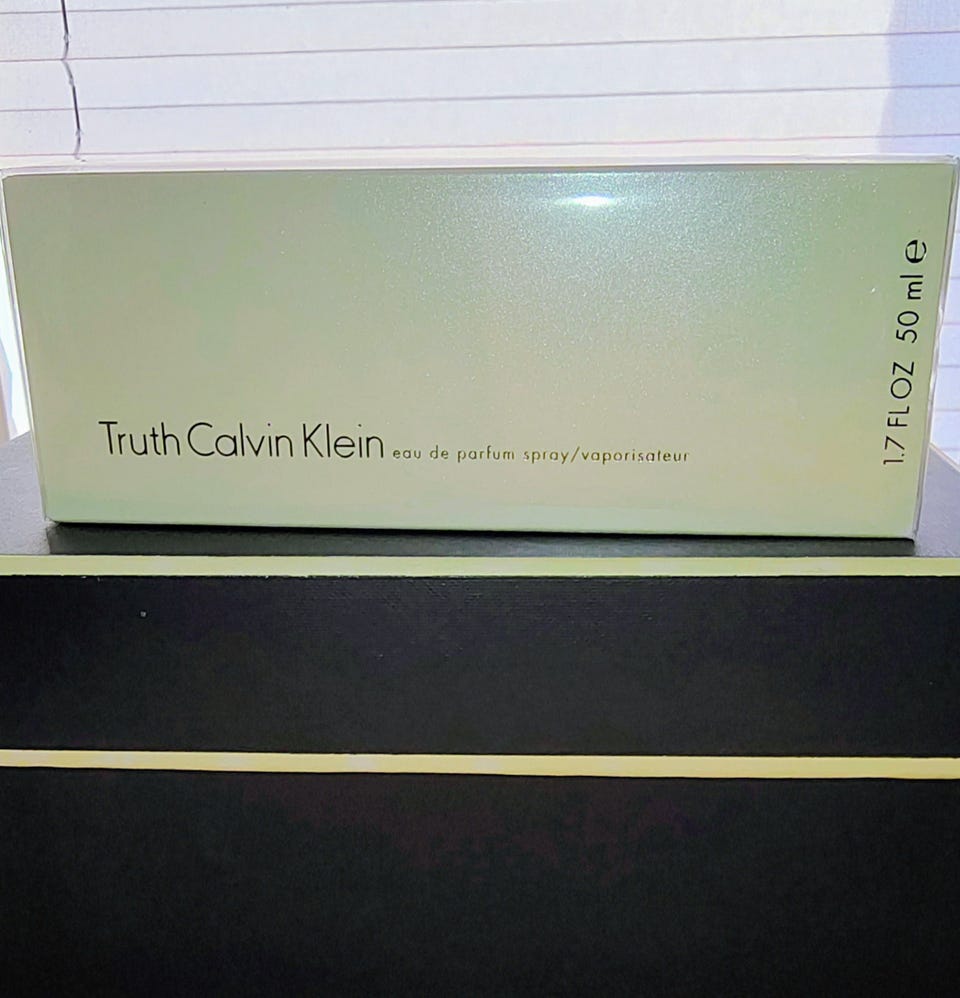 Truth Calvin Klein eau de parfum spray/vaporisateur
1.7 FL OZ 50 ml e